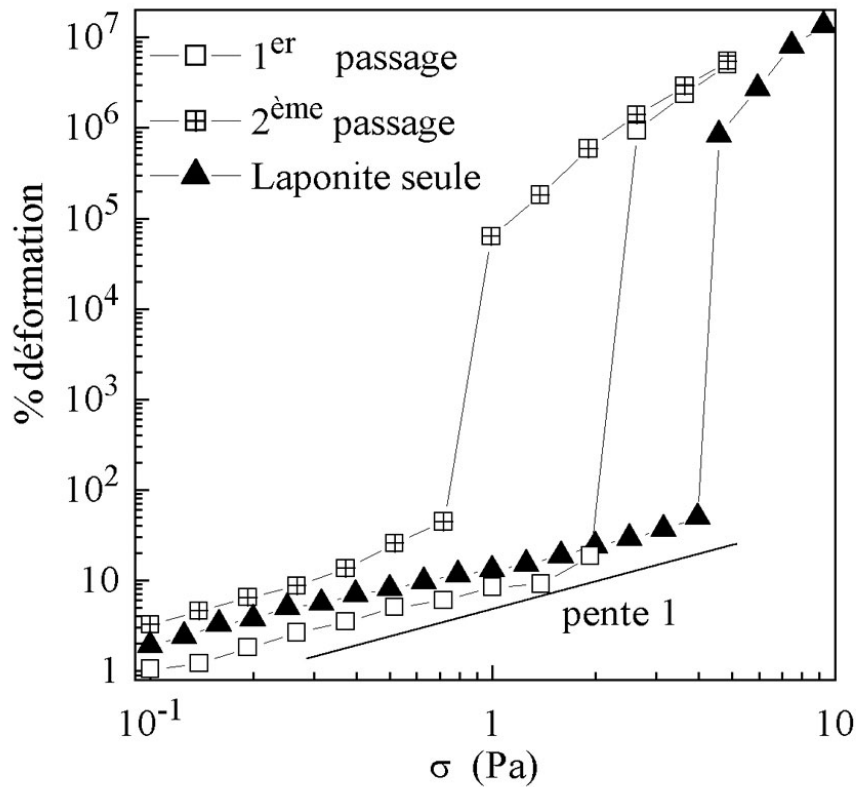 10^7
10^6
10^5
10^4
10^3
10^2
10
1
% déformation
1^er passage
2^ème passage
Laponite seule
pente 1
10^-1
1
10
σ (Pa)